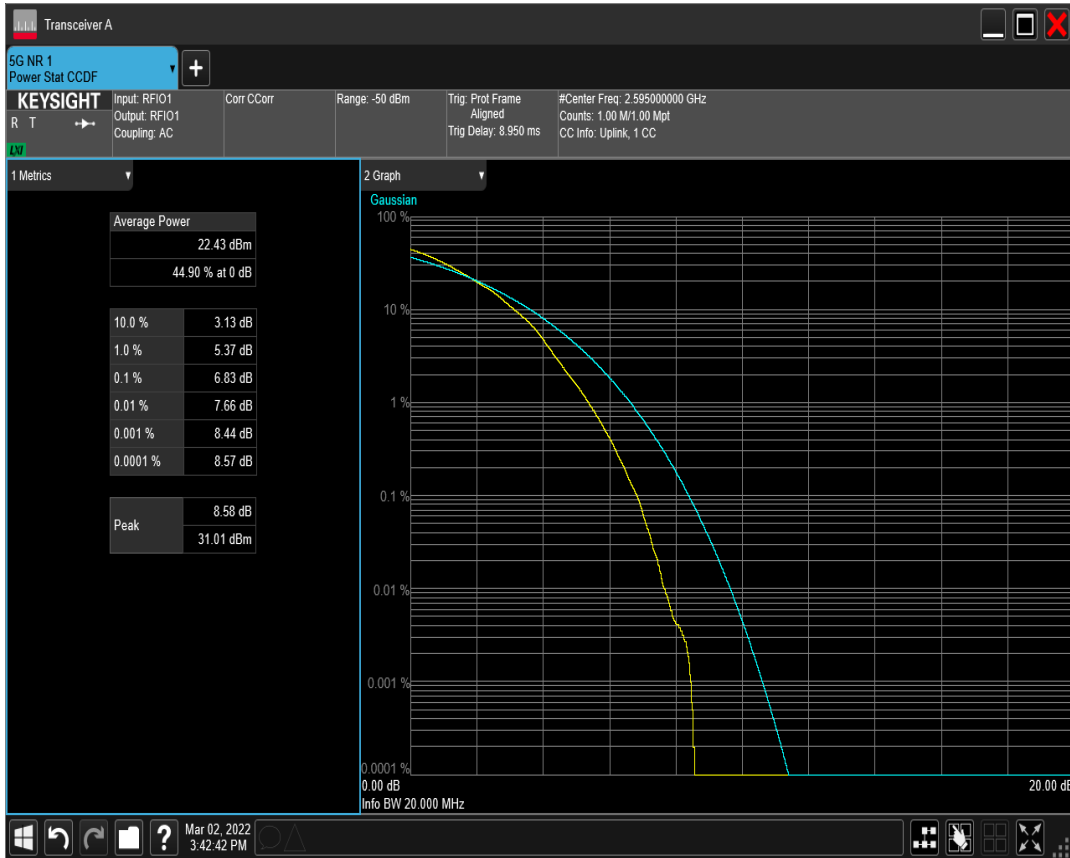 Transceiver A
5G NR 1
Power Stat CCDF
+
KEYSIGHT
R T
LXI
Input: RFIO1
Output: RFIO1
Coupling: AC
Corr CCorr
Range: -50 dBm
Trig: Prot Frame
Aligned
Trig Delay: 8.950 ms
#Center Freq: 2.595000000 GHz
Counts: 1.00 M/1.00 Mpt
CC Info: Uplink, 1 CC
1 Metrics
Average Power
22.43 dBm
44.90 % at 0 dB
10.0 % 3.13 dB
1.0 % 5.37 dB
0.1 % 6.83 dB
0.01 % 7.66 dB
0.001 % 8.44 dB
0.0001 % 8.57 dB
Peak
8.58 dB
31.01 dBm
2 Graph
Gaussian
100 %
10 %
1 %
0.1 %
0.01 %
0.001 %
0.0001 %
0.00 dB 20.00 dB
Info BW 20.000 MHz
?
Mar 02, 2022
3:42:42 PM